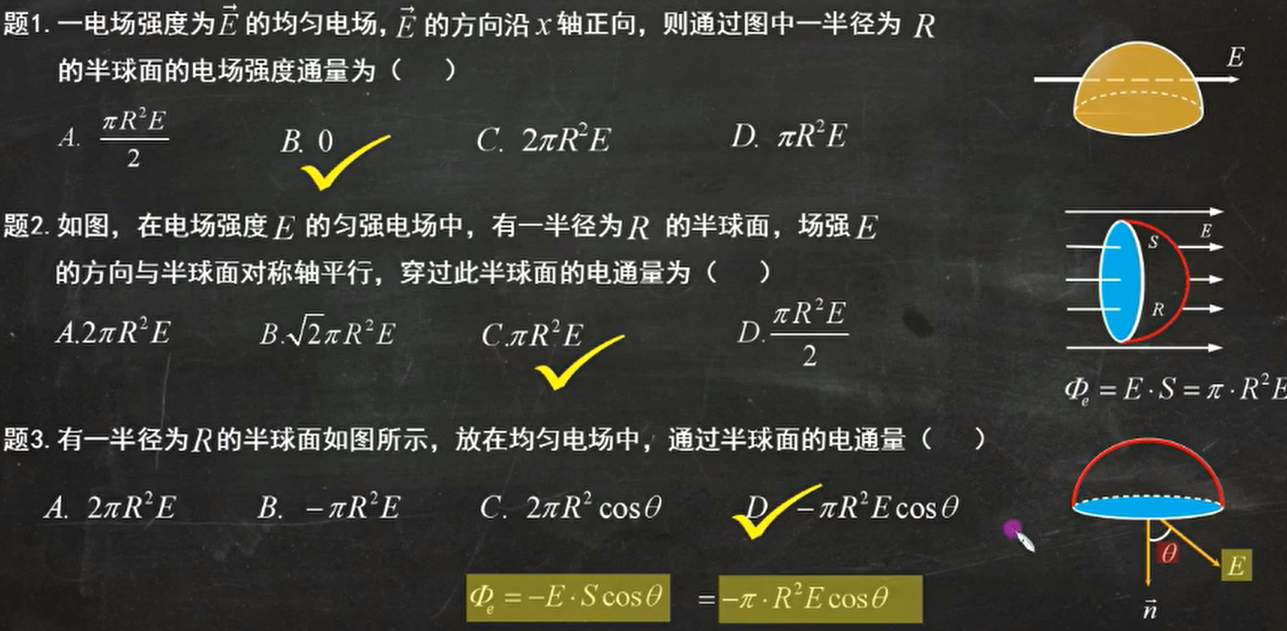 题1. 一电场强度为 $\vec{E}$ 的均匀电场, $\vec{E}$ 的方向沿 x 轴正向，则通过图中一半径为 R
的半球面的电场强度通量为（ ）
A. $\frac{\pi R^2 E}{2}$ B. 0 C. $2\pi R^2 E$ D. $\pi R^2 E$
E
题2. 如图，在电场强度 E 的匀强电场中，有一半径为 R 的半球面，场强 E
的方向与半球面对称轴平行，穿过此半球面的电通量为（ ）
A. $2\pi R^2 E$ B. $\sqrt{2}\pi R^2 E$ C. $\pi R^2 E$ D. $\frac{\pi R^2 E}{2}$
S E
R
$\Phi_e = E \cdot S = \pi \cdot R^2 E$
题3. 有一半径为 R 的半球面如图所示，放在均匀电场中，通过半球面的电通量（ ）
A. $2\pi R^2 E$ B. $-\pi R^2 E$ C. $2\pi R^2 \cos\theta$ D. $-\pi R^2 E \cos\theta$
θ E
$\vec{n}$
$\Phi_e = -E \cdot S \cos\theta = -\pi \cdot R^2 E \cos\theta$